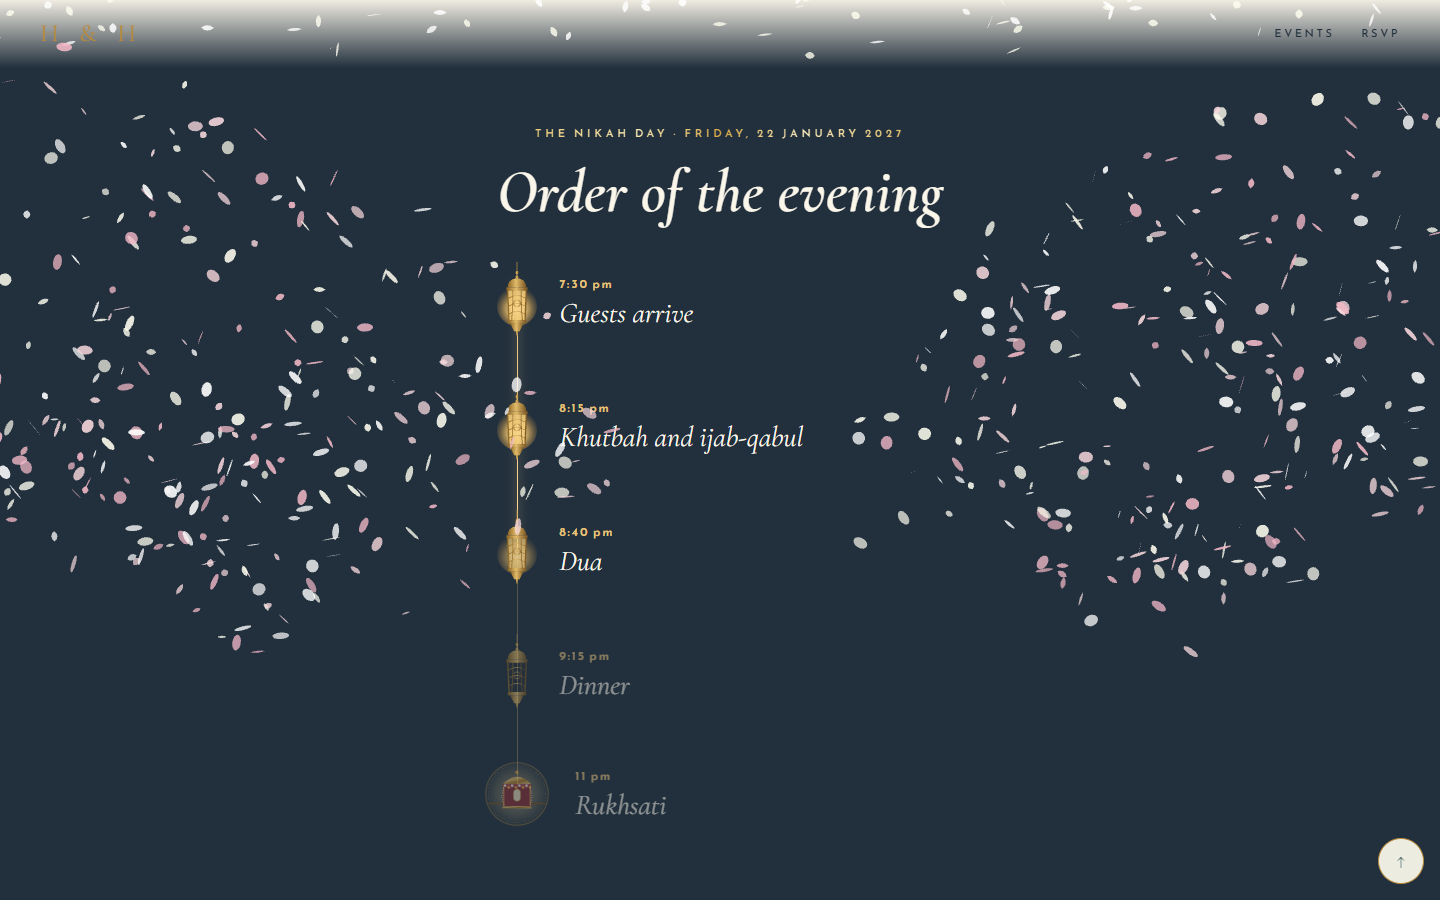 H & H
EVENTS RSVP
THE NIKAH DAY · FRIDAY, 22 JANUARY 2027
Order of the evening
7:30 pm
Guests arrive
8:15 pm
Khutbah and ijab-qabul
8:40 pm
Dua
9:15 pm
Dinner
11 pm
Rukhsati
↑